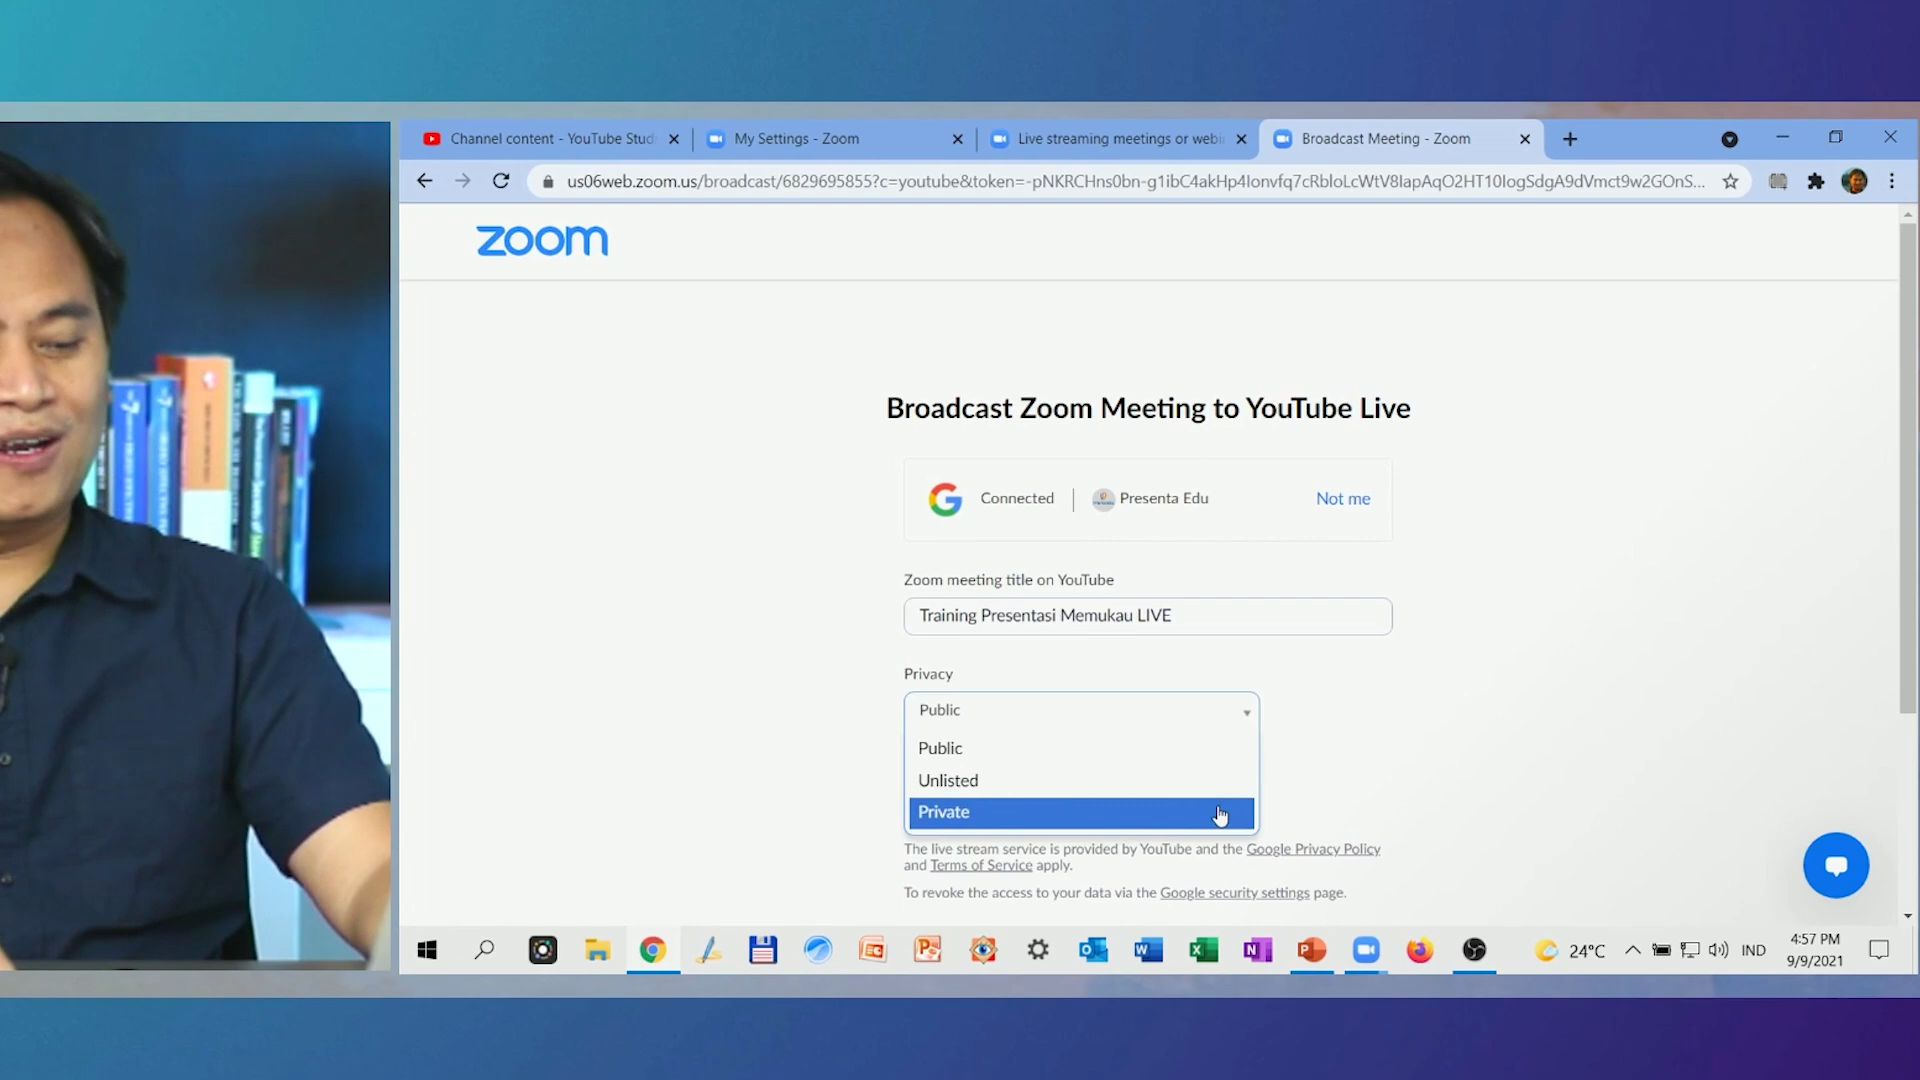 Channel content - YouTube Stud
My Settings - Zoom
Live streaming meetings or webi
Broadcast Meeting - Zoom
us06web.zoom.us/broadcast/6829695855?c=youtube&token=-pNKRCHns0bn-g1ibC4akHp4Ionvfq7cRbloLcWtV8IapAqO2HT10IogSdgA9dVmct9w2GOnS...
zoom
Broadcast Zoom Meeting to YouTube Live
Connected
Presenta Edu
Not me
Zoom meeting title on YouTube
Training Presentasi Memukau LIVE
Privacy
Public
Public
Unlisted
Private
The live stream service is provided by YouTube and the Google Privacy Policy
and Terms of Service apply.
To revoke the access to your data via the Google security settings page.
24°C
IND
4:57 PM
9/9/2021